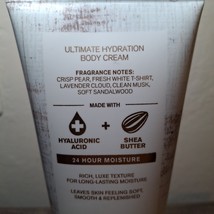 ULTIMATE HYDRATION
BODY CREAM
FRAGRANCE NOTES:
CRISP PEAR, FRESH WHITE T-SHIRT,
LAVENDER CLOUD, CLEAN MUSK,
SOFT SANDALWOOD
MADE WITH
HYALURONIC
ACID
+
SHEA
BUTTER
24 HOUR MOISTURE
RICH, LUXE TEXTURE
FOR LONG-LASTING MOISTURE
LEAVES SKIN FEELING SOFT,
SMOOTH & REPLENISHED